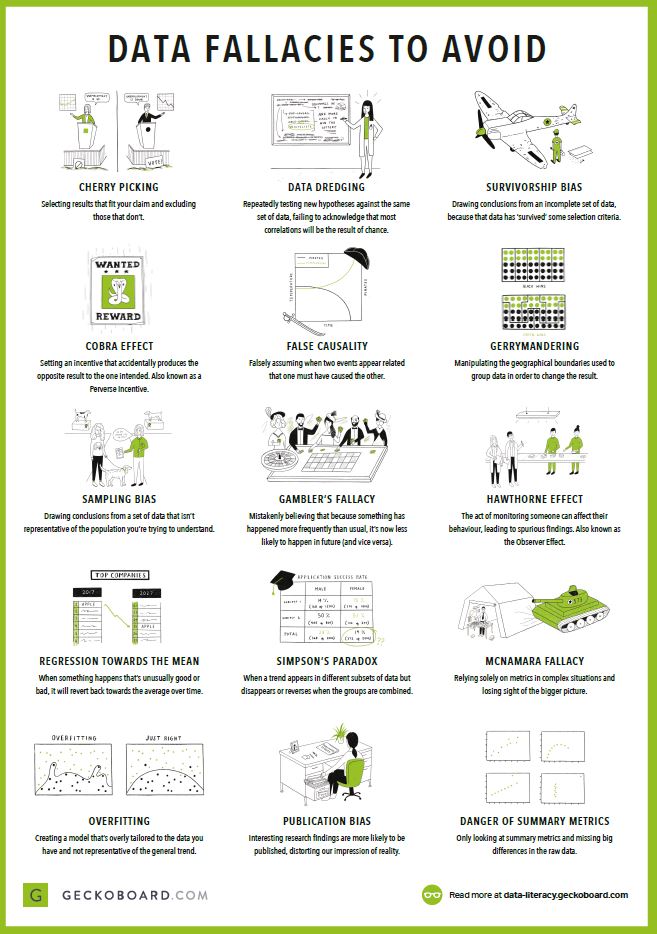 DATA FALLACIES TO AVOID
CHERRY PICKING
Selecting results that fit your claim and excluding
those that don't.
DATA DREDGING
Repeatedly testing new hypotheses against the same
set of data, failing to acknowledge that most
correlations will be the result of chance.
SURVIVORSHIP BIAS
Drawing conclusions from an incomplete set of data,
because that data has 'survived' some selection criteria.
WANTED
REWARD
COBRA EFFECT
Setting an incentive that accidentally produces the
opposite result to the one intended. Also known as a
Perverse Incentive.
TEMPERATURE
PIRATES
TIME
FALSE CAUSALITY
Falsely assuming when two events appear related
that one must have caused the other.
GERRYMANDERING
Manipulating the geographical boundaries used to
group data in order to change the result.
SAMPLING BIAS
Drawing conclusions from a set of data that isn't
representative of the population you're trying to understand.
GAMBLER'S FALLACY
Mistakenly believing that because something has
happened more frequently than usual, it's now less
likely to happen in future (and vice versa).
HAWTHORNE EFFECT
The act of monitoring someone can affect their
behaviour, leading to spurious findings. Also known as
the Observer Effect.
TOP COMPANIES
2017 2027
APPLE
APPLE
REGRESSION TOWARDS THE MEAN
When something happens that's unusually good or
bad, it will revert back towards the average over time.
APPLICATION SUCCESS RATE
MALE FEMALE
TOTAL
SIMPSON'S PARADOX
When a trend appears in different subsets of data but
disappears or reverses when the groups are combined.
MCNAMARA FALLACY
Relying solely on metrics in complex situations and
losing sight of the bigger picture.
OVERFITTING JUST RIGHT
OVERFITTING
Creating a model that's overly tailored to the data you
have and not representative of the general trend.
PUBLICATION BIAS
Interesting research findings are more likely to be
published, distorting our impression of reality.
DANGER OF SUMMARY METRICS
Only looking at summary metrics and missing big
differences in the raw data.
G GECKOBOARD.COM
Read more at data-literacy.geckoboard.com